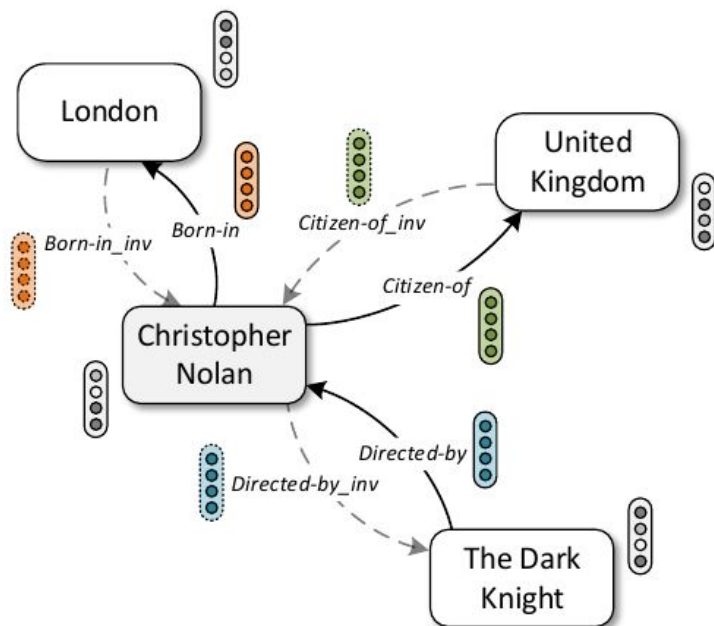 London
United
Kingdom
Citizen-of_inv
Born-in
Born-in_inv
Citizen-of
Christopher
Nolan
Directed-by
Directed-by_inv
The Dark
Knight